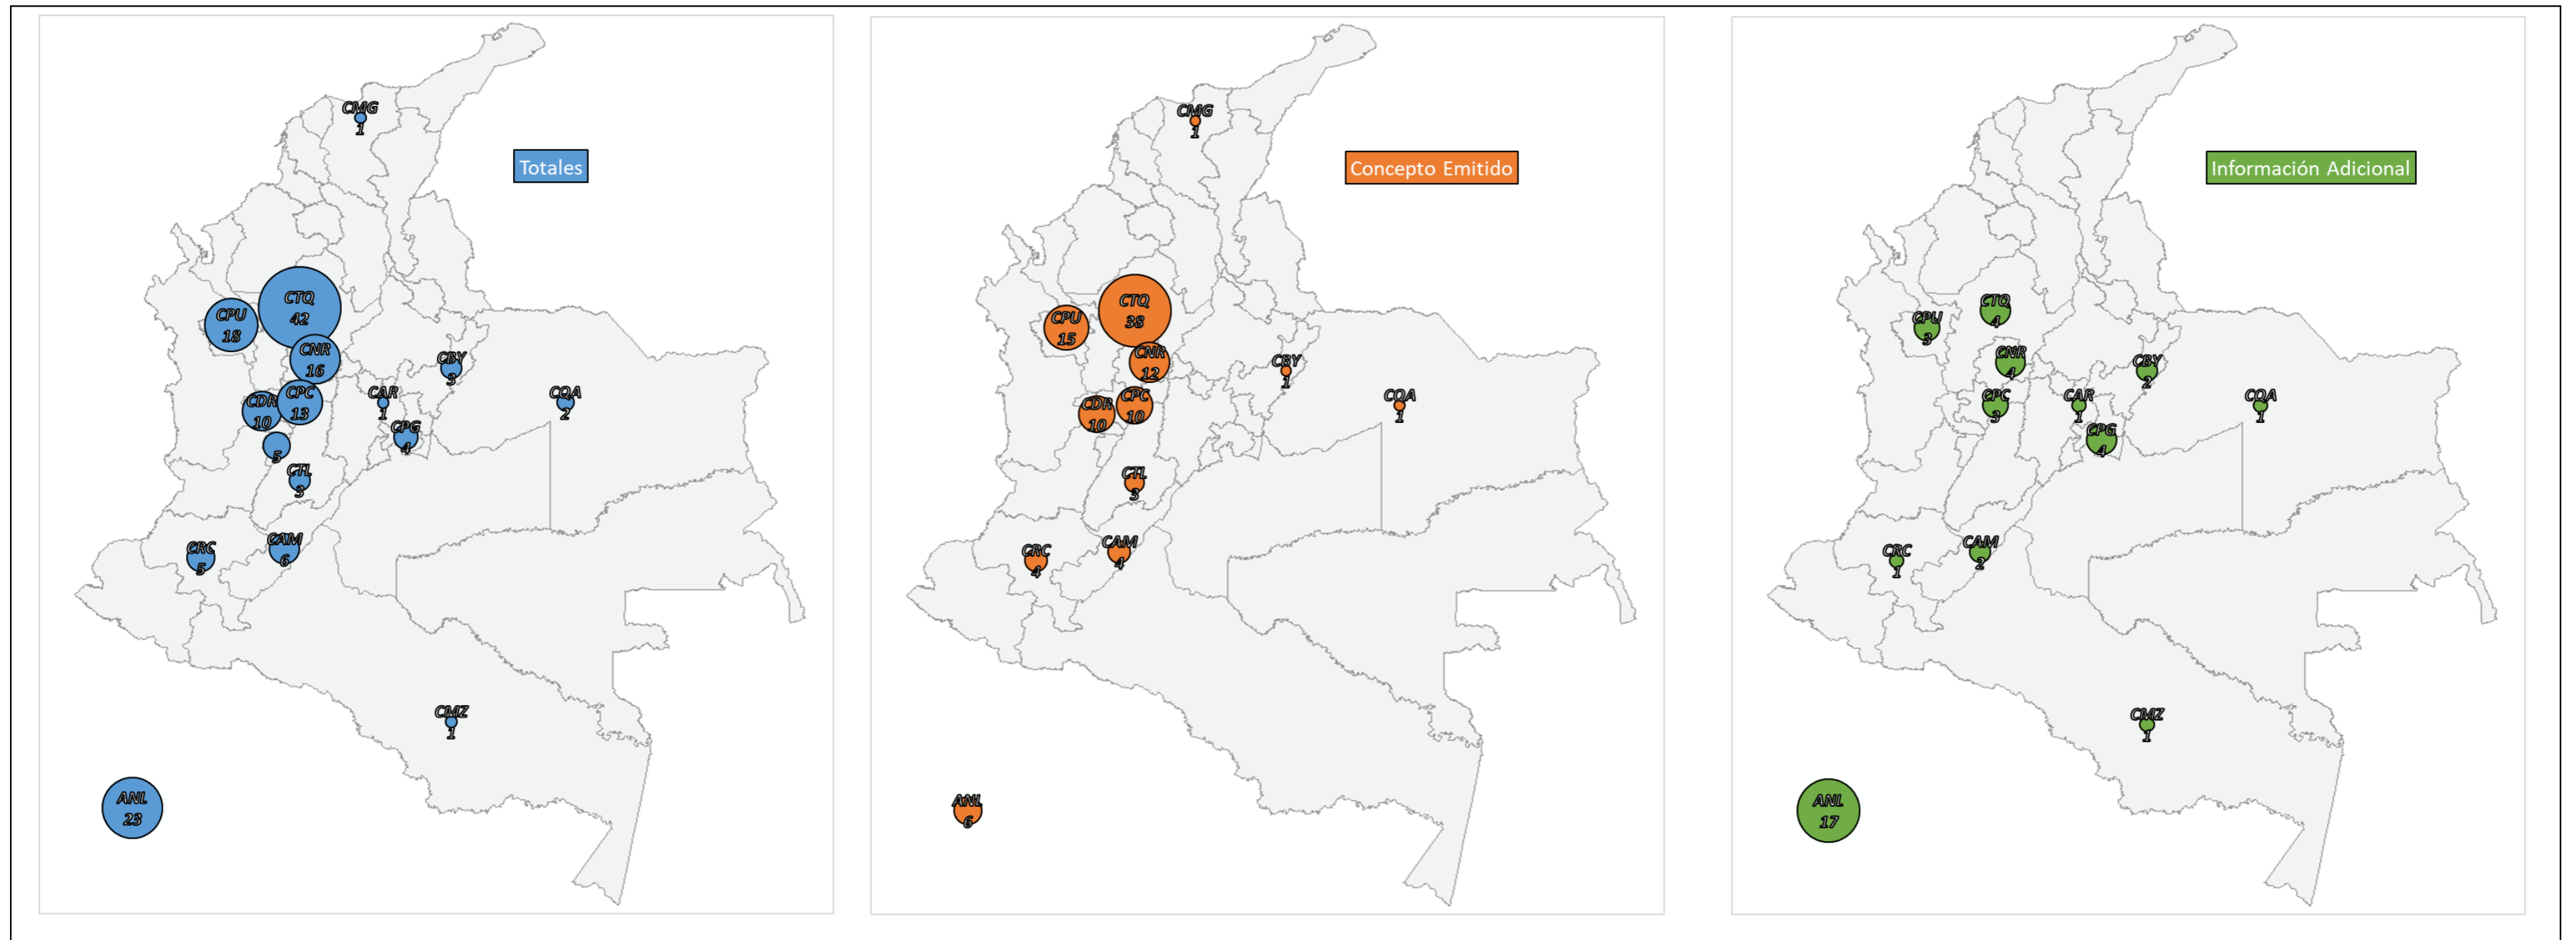 CMG
1
Totales
CTQ
42
CPU
18
CNR
16
CBY
3
CAR
1
CQA
2
CPC
13
CDR
10
CPG
4
5
CTL
3
CAM
6
CRC
5
CMZ
1
ANL
23
CMG
1
Concepto Emitido
CTQ
38
CPU
15
CNR
12
CBY
1
CQA
1
CPC
10
CDR
10
CTL
3
CAM
4
CRC
4
ANL
6
Información Adicional
CTQ
4
CPU
3
CNR
4
CBY
2
CAR
1
CQA
1
CPC
3
CPG
4
CAM
2
CRC
1
CMZ
1
ANL
17